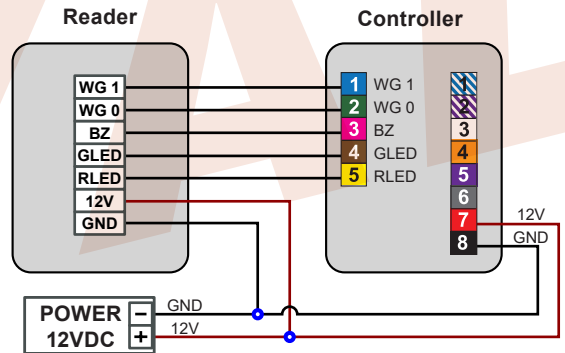 Reader
Controller
WG 1
WG 0
BZ
GLED
RLED
12V
GND
1 WG 1
2 WG 0
3 BZ
4 GLED
5 RLED
1
2
3
4
5
6
7
8
12V
GND
POWER −
12VDC +
GND
12V